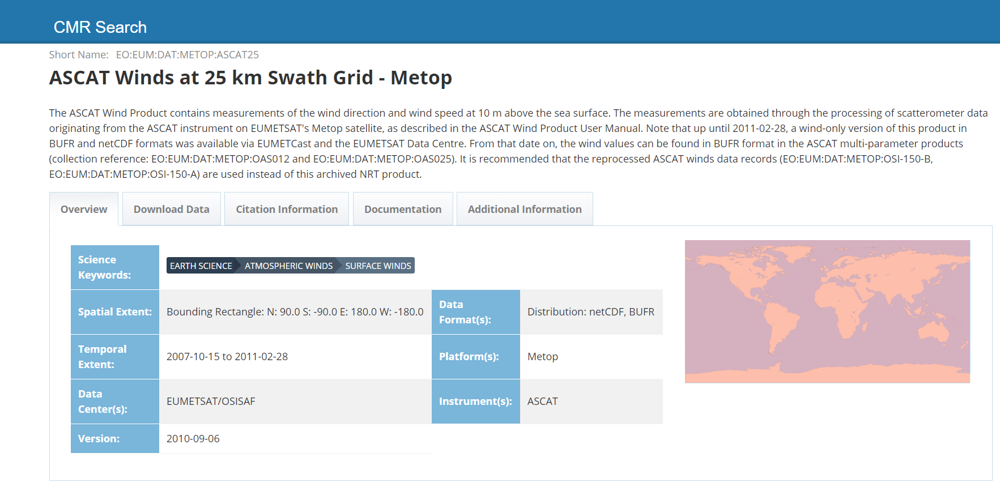 CMR Search
Short Name: EO:EUM:DAT:METOP:ASCAT25
ASCAT Winds at 25 km Swath Grid - Metop
The ASCAT Wind Product contains measurements of the wind direction and wind speed at 10 m above the sea surface. The measurements are obtained through the processing of scatterometer data
originating from the ASCAT instrument on EUMETSAT's Metop satellite, as described in the ASCAT Wind Product User Manual. Note that up until 2011-02-28, a wind-only version of this product in
BUFR and netCDF formats was available via EUMETCast and the EUMETSAT Data Centre. From that date on, the wind values can be found in BUFR format in the ASCAT multi-parameter products
(collection reference: EO:EUM:DAT:METOP:OAS012 and EO:EUM:DAT:METOP:OAS025). It is recommended that the reprocessed ASCAT winds data records (EO:EUM:DAT:METOP:OSI-150-B,
EO:EUM:DAT:METOP:OSI-150-A) are used instead of this archived NRT product.
Overview Download Data Citation Information Documentation Additional Information
Science
Keywords:
EARTH SCIENCE ATMOSPHERIC WINDS SURFACE WINDS
Spatial Extent: Bounding Rectangle: N: 90.0 S: -90.0 E: 180.0 W: -180.0
Data
Format(s):
Distribution: netCDF, BUFR
Temporal
Extent:
2007-10-15 to 2011-02-28
Platform(s): Metop
Data
Center(s):
EUMETSAT/OSISAF
Instrument(s): ASCAT
Version: 2010-09-06